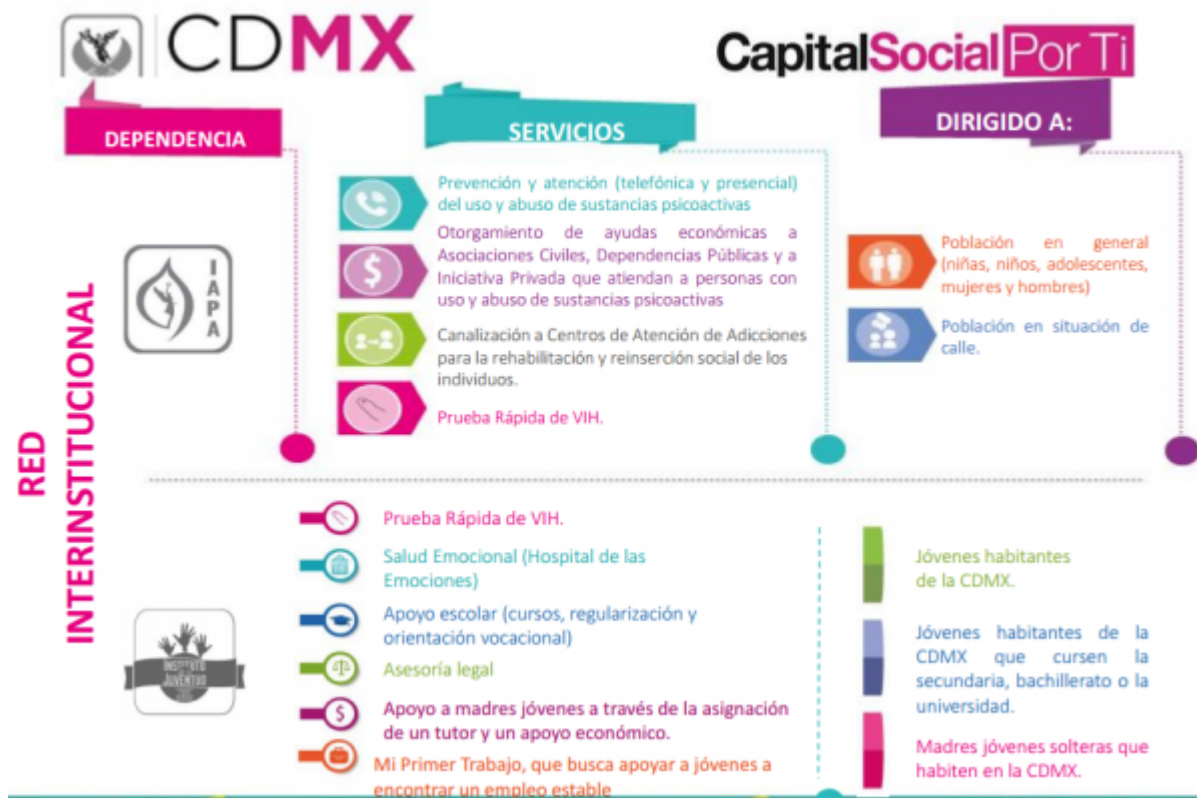 CDMX
CapitalSocial Por Ti
DEPENDENCIA
SERVICIOS
DIRIGIDO A:
RED
INTERINSTITUCIONAL
IAPA
Prevención y atención (telefónica y presencial)
del uso y abuso de sustancias psicoactivas
Otorgamiento de ayudas económicas a
Asociaciones Civiles, Dependencias Públicas y a
Iniciativa Privada que atiendan a personas con
uso y abuso de sustancias psicoactivas
Canalización a Centros de Atención de Adicciones
para la rehabilitación y reinserción social de los
individuos.
Prueba Rápida de VIH.
Población en general
(niñas, niños, adolescentes,
mujeres y hombres)
Población en situación de
calle.
INSTITUTO
JUVENTUD
Prueba Rápida de VIH.
Salud Emocional (Hospital de las
Emociones)
Apoyo escolar (cursos, regularización y
orientación vocacional)
Asesoría legal
Apoyo a madres jóvenes a través de la asignación
de un tutor y un apoyo económico.
Mi Primer Trabajo, que busca apoyar a jóvenes a
encontrar un empleo estable
Jóvenes habitantes
de la CDMX.
Jóvenes habitantes de la
CDMX que cursen la
secundaria, bachillerato o la
universidad.
Madres jóvenes solteras que
habiten en la CDMX.